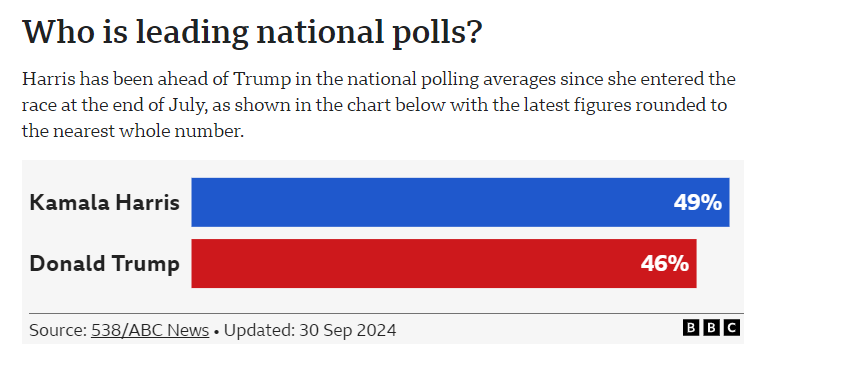 Who is leading national polls?
Harris has been ahead of Trump in the national polling averages since she entered the
race at the end of July, as shown in the chart below with the latest figures rounded to
the nearest whole number.
Kamala Harris 49%
Donald Trump 46%
Source: 538/ABC News • Updated: 30 Sep 2024 BBC